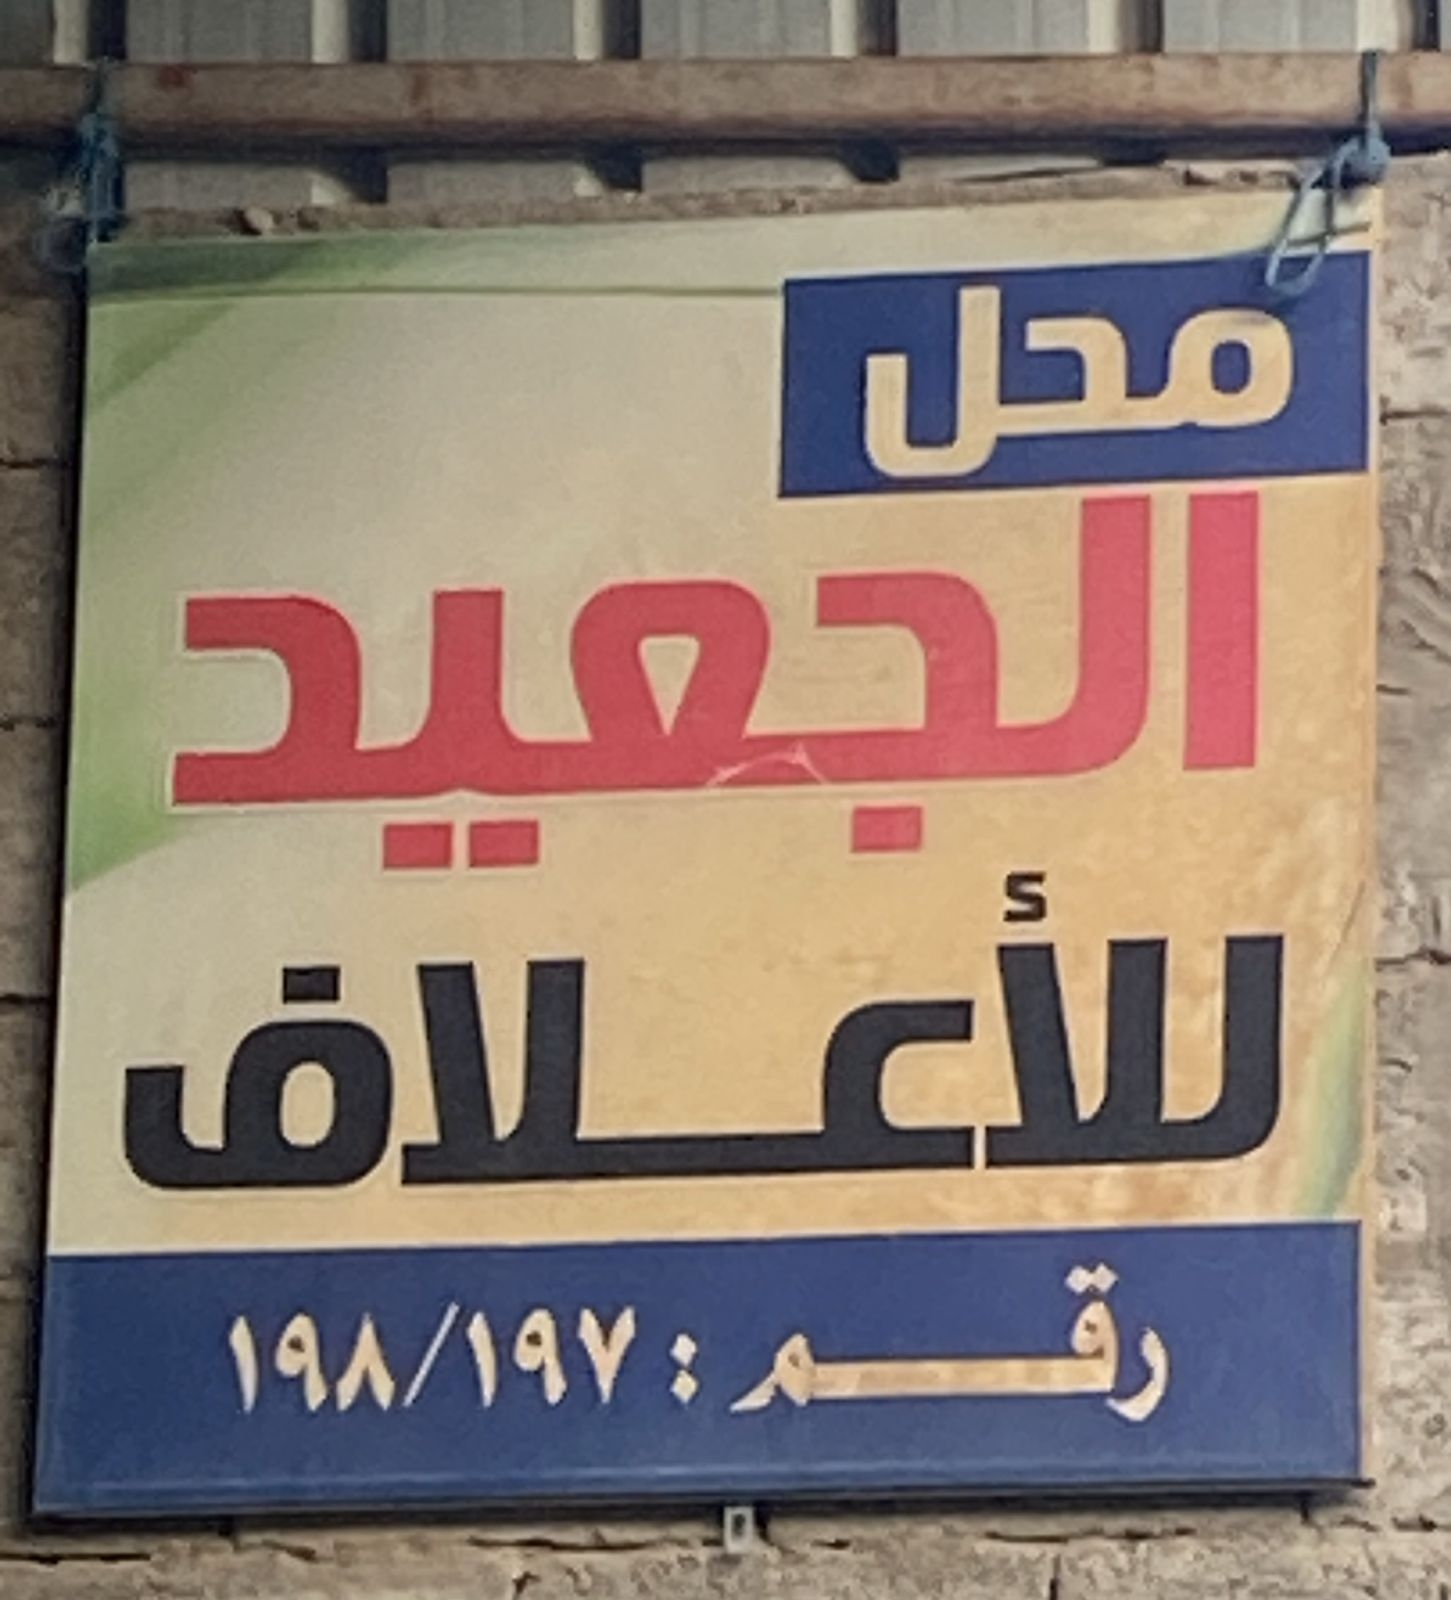 محل
الجعيد
للأعلاف
رقم : ١٩٨/١٩٧